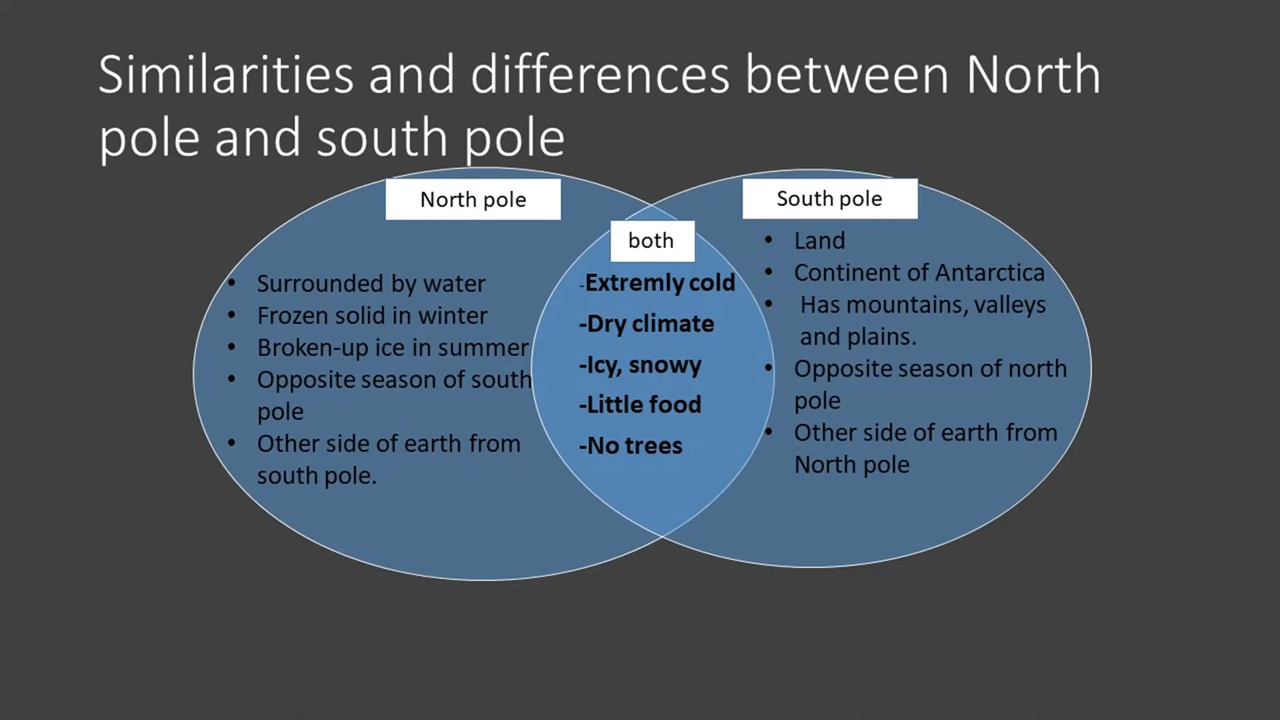 Similarities and differences between North
pole and south pole
North pole
• Surrounded by water
• Frozen solid in winter
• Broken-up ice in summer
• Opposite season of south
pole
• Other side of earth from
south pole.
both
-Extremly cold
-Dry climate
-Icy, snowy
-Little food
-No trees
South pole
• Land
• Continent of Antarctica
• Has mountains, valleys
and plains.
• Opposite season of north
pole
• Other side of earth from
North pole